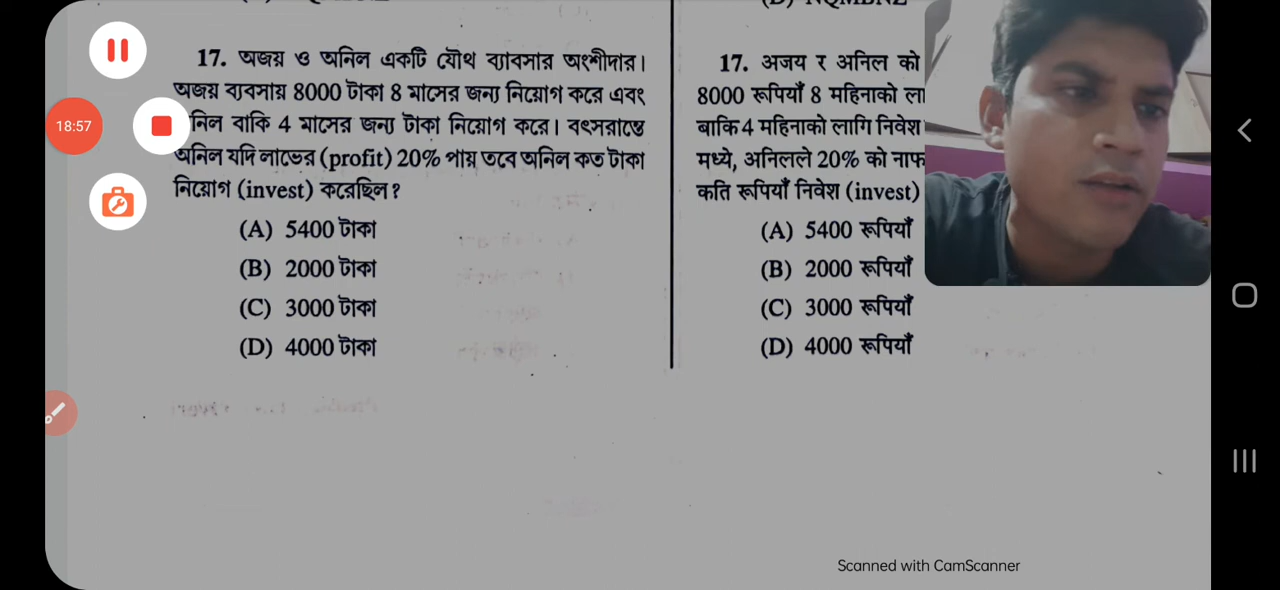 17. অজয় ও অনিল একটি যৌথ ব্যাবসার অংশীদার।
অজয় ব্যবসায় 8000 টাকা 8 মাসের জন্য নিয়োগ করে এবং
নিল বাকি 4 মাসের জন্য টাকা নিয়োগ করে। বৎসরান্তে
অনিল যদি লাভের (profit) 20% পায় তবে অনিল কত টাকা
নিয়োগ (invest) করেছিল?
(A) 5400 টাকা
(B) 2000 টাকা
(C) 3000 টাকা
(D) 4000 টাকা
17. अजय र अनिल को
8000 रूपियाँ 8 महिनाको ला
बाकि 4 महिनाको लागि निवेश
मध्ये, अनिलले 20% को नाफ
कति रूपियाँ निवेश (invest)
(A) 5400 रूपियाँ
(B) 2000 रूपियाँ
(C) 3000 रूपियाँ
(D) 4000 रूपियाँ
18:57
Scanned with CamScanner